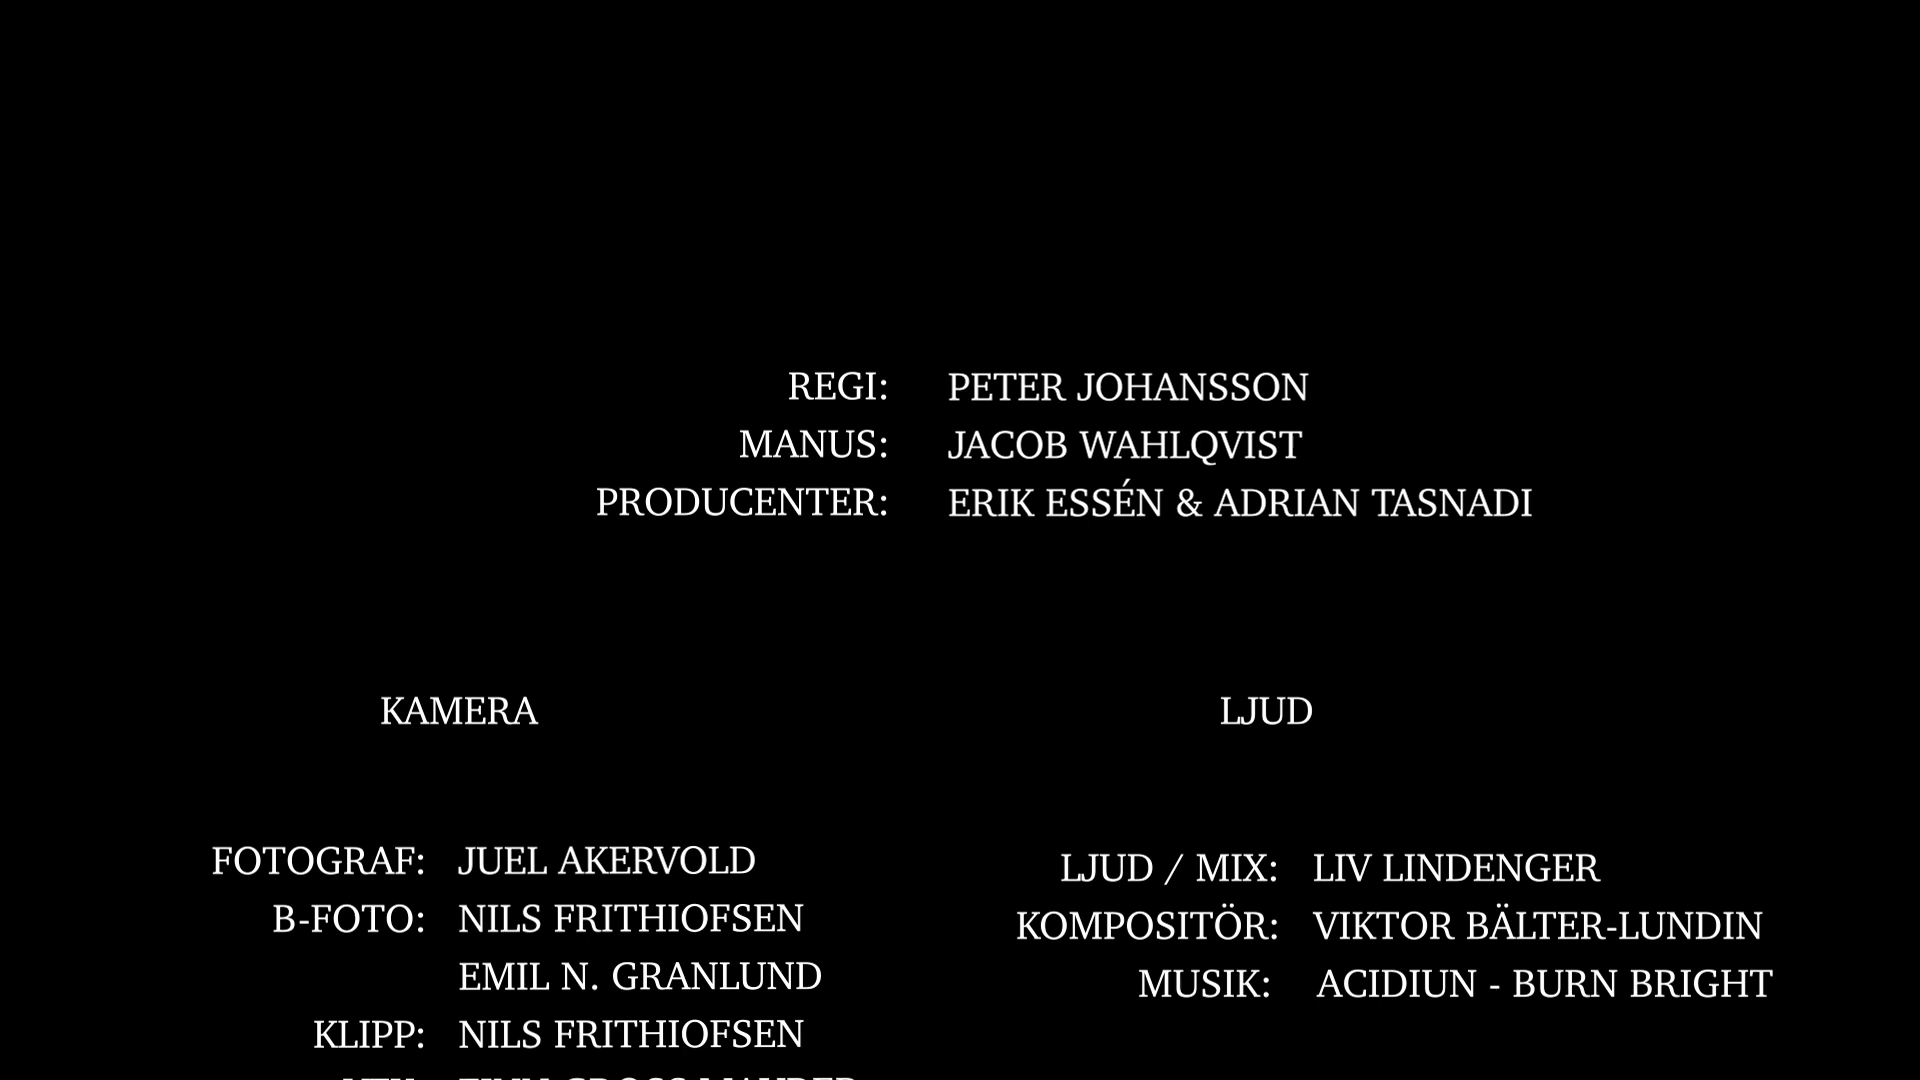 REGI: PETER JOHANSSON
MANUS: JACOB WAHLQVIST
PRODUCENTER: ERIK ESSÉN & ADRIAN TASNADI
KAMERA
FOTOGRAF: JUEL AKERVOLD
B-FOTO: NILS FRITHIOFSEN
EMIL N. GRANLUND
KLIPP: NILS FRITHIOFSEN
LJUD
LJUD / MIX: LIV LINDENGER
KOMPOSITÖR: VIKTOR BÄLTER-LUNDIN
MUSIK: ACIDIUN - BURN BRIGHT